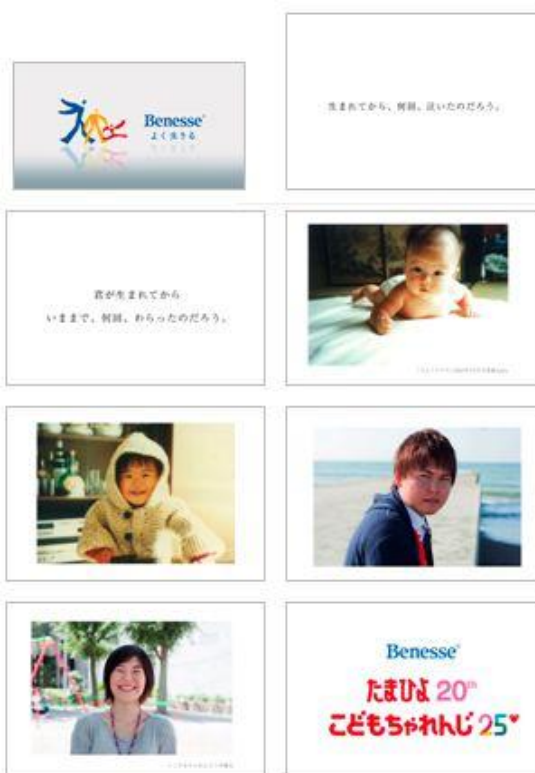 Benesse®
よく生きる
生まれてから、何回、泣いたのだろう。
君が生まれてから
いままで、何回、わらったのだろう。
Benesse®
たまひよ 20th
こどもちゃれんじ 25